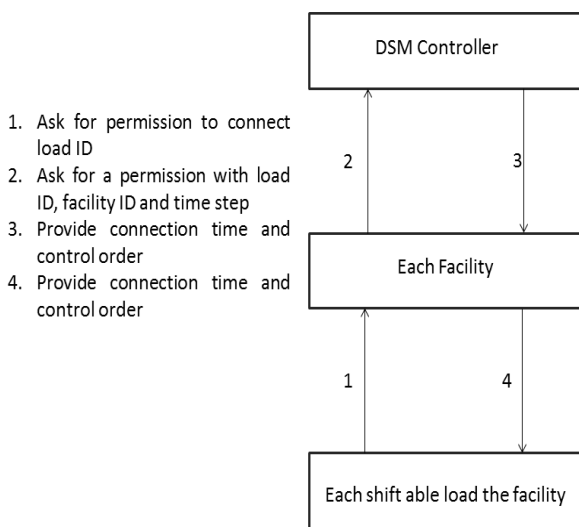 DSM Controller
1. Ask for permission to connect
load ID
2. Ask for a permission with load
ID, facility ID and time step
3. Provide connection time and
control order
4. Provide connection time and
control order
2
3
Each Facility
1
4
Each shift able load the facility